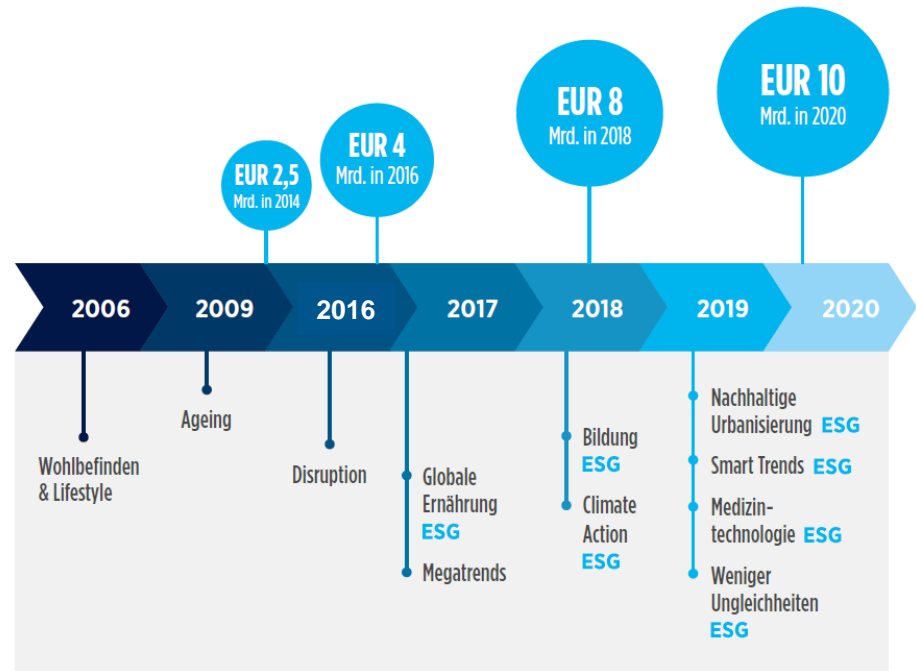 EUR 2,5
Mrd. in 2014
EUR 4
Mrd. in 2016
EUR 8
Mrd. in 2018
EUR 10
Mrd. in 2020
2006
2009
2016
2017
2018
2019
2020
Wohlbefinden
& Lifestyle
Ageing
Disruption
Globale
Ernährung
ESG
Megatrends
Bildung
ESG
Climate
Action
ESG
Nachhaltige
Urbanisierung ESG
Smart Trends ESG
Medizin-
technologie ESG
Weniger
Ungleichheiten
ESG